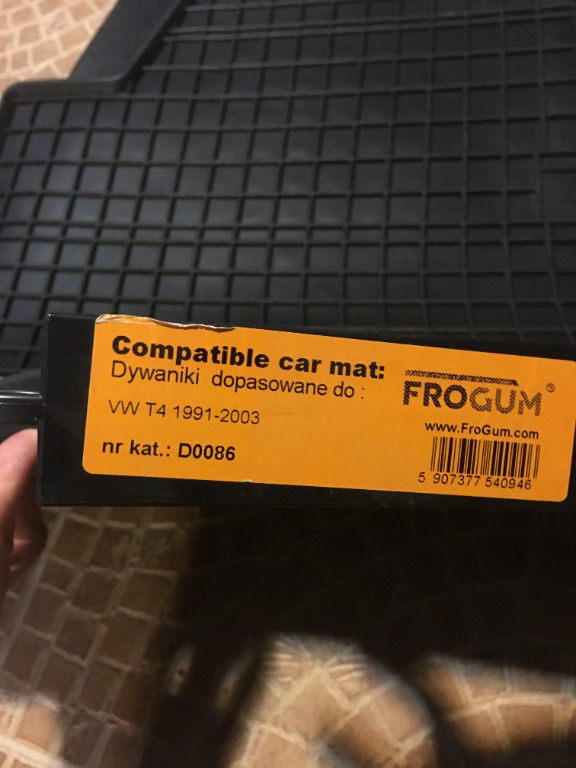 Compatible car mat:
Dywaniki dopasowane do :
VW T4 1991-2003
nr kat.: D0086
FROGUM®
www.FroGum.com
5 907377 540946